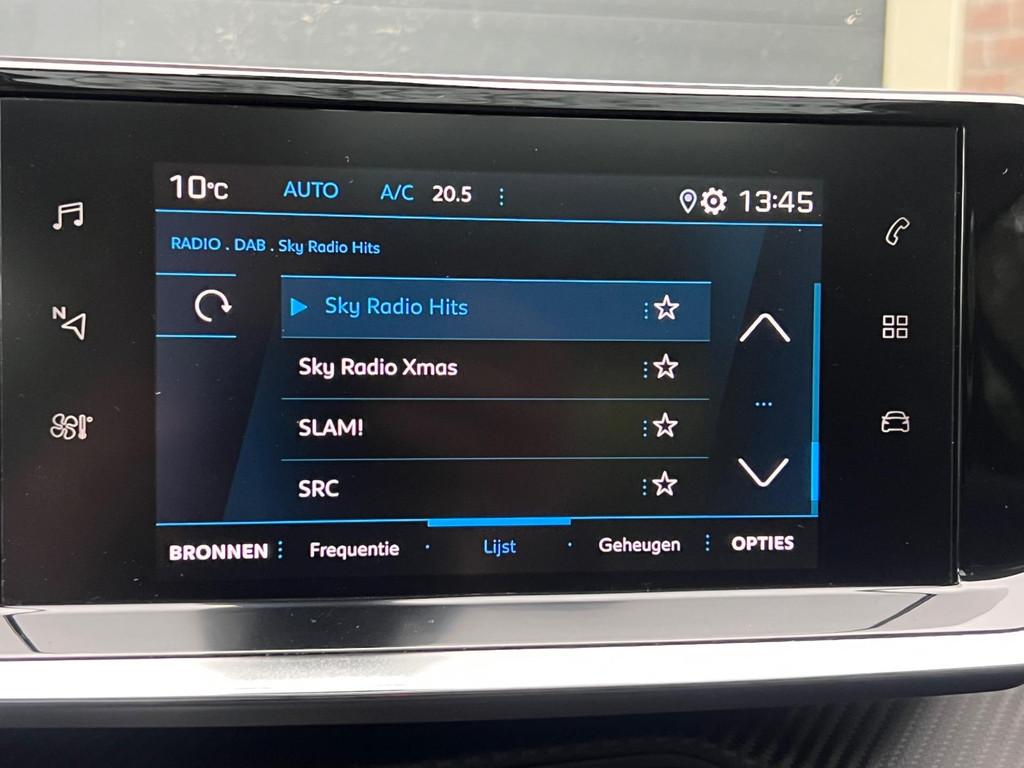 10°C AUTO A/C 20.5 13:45
RADIO . DAB . Sky Radio Hits
Sky Radio Hits
Sky Radio Xmas
SLAM!
SRC
BRONNEN Frequentie Lijst Geheugen OPTIES
N